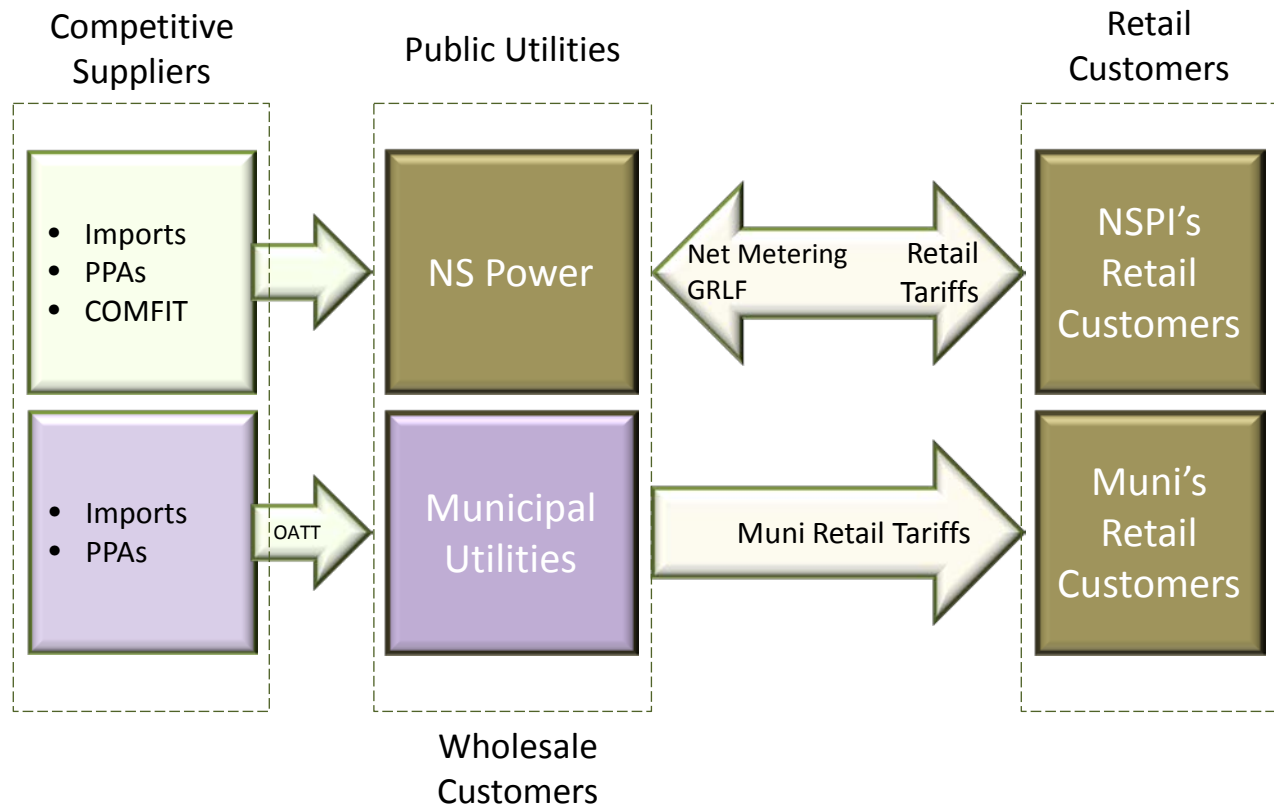 Competitive
Suppliers
Public Utilities
Retail
Customers
• Imports
• PPAs
• COMFIT
NS Power
Net Metering
GRLF
Retail
Tariffs
NSPI's
Retail
Customers
• Imports
• PPAs
OATT
Municipal
Utilities
Muni Retail Tariffs
Muni's
Retail
Customers
Wholesale
Customers